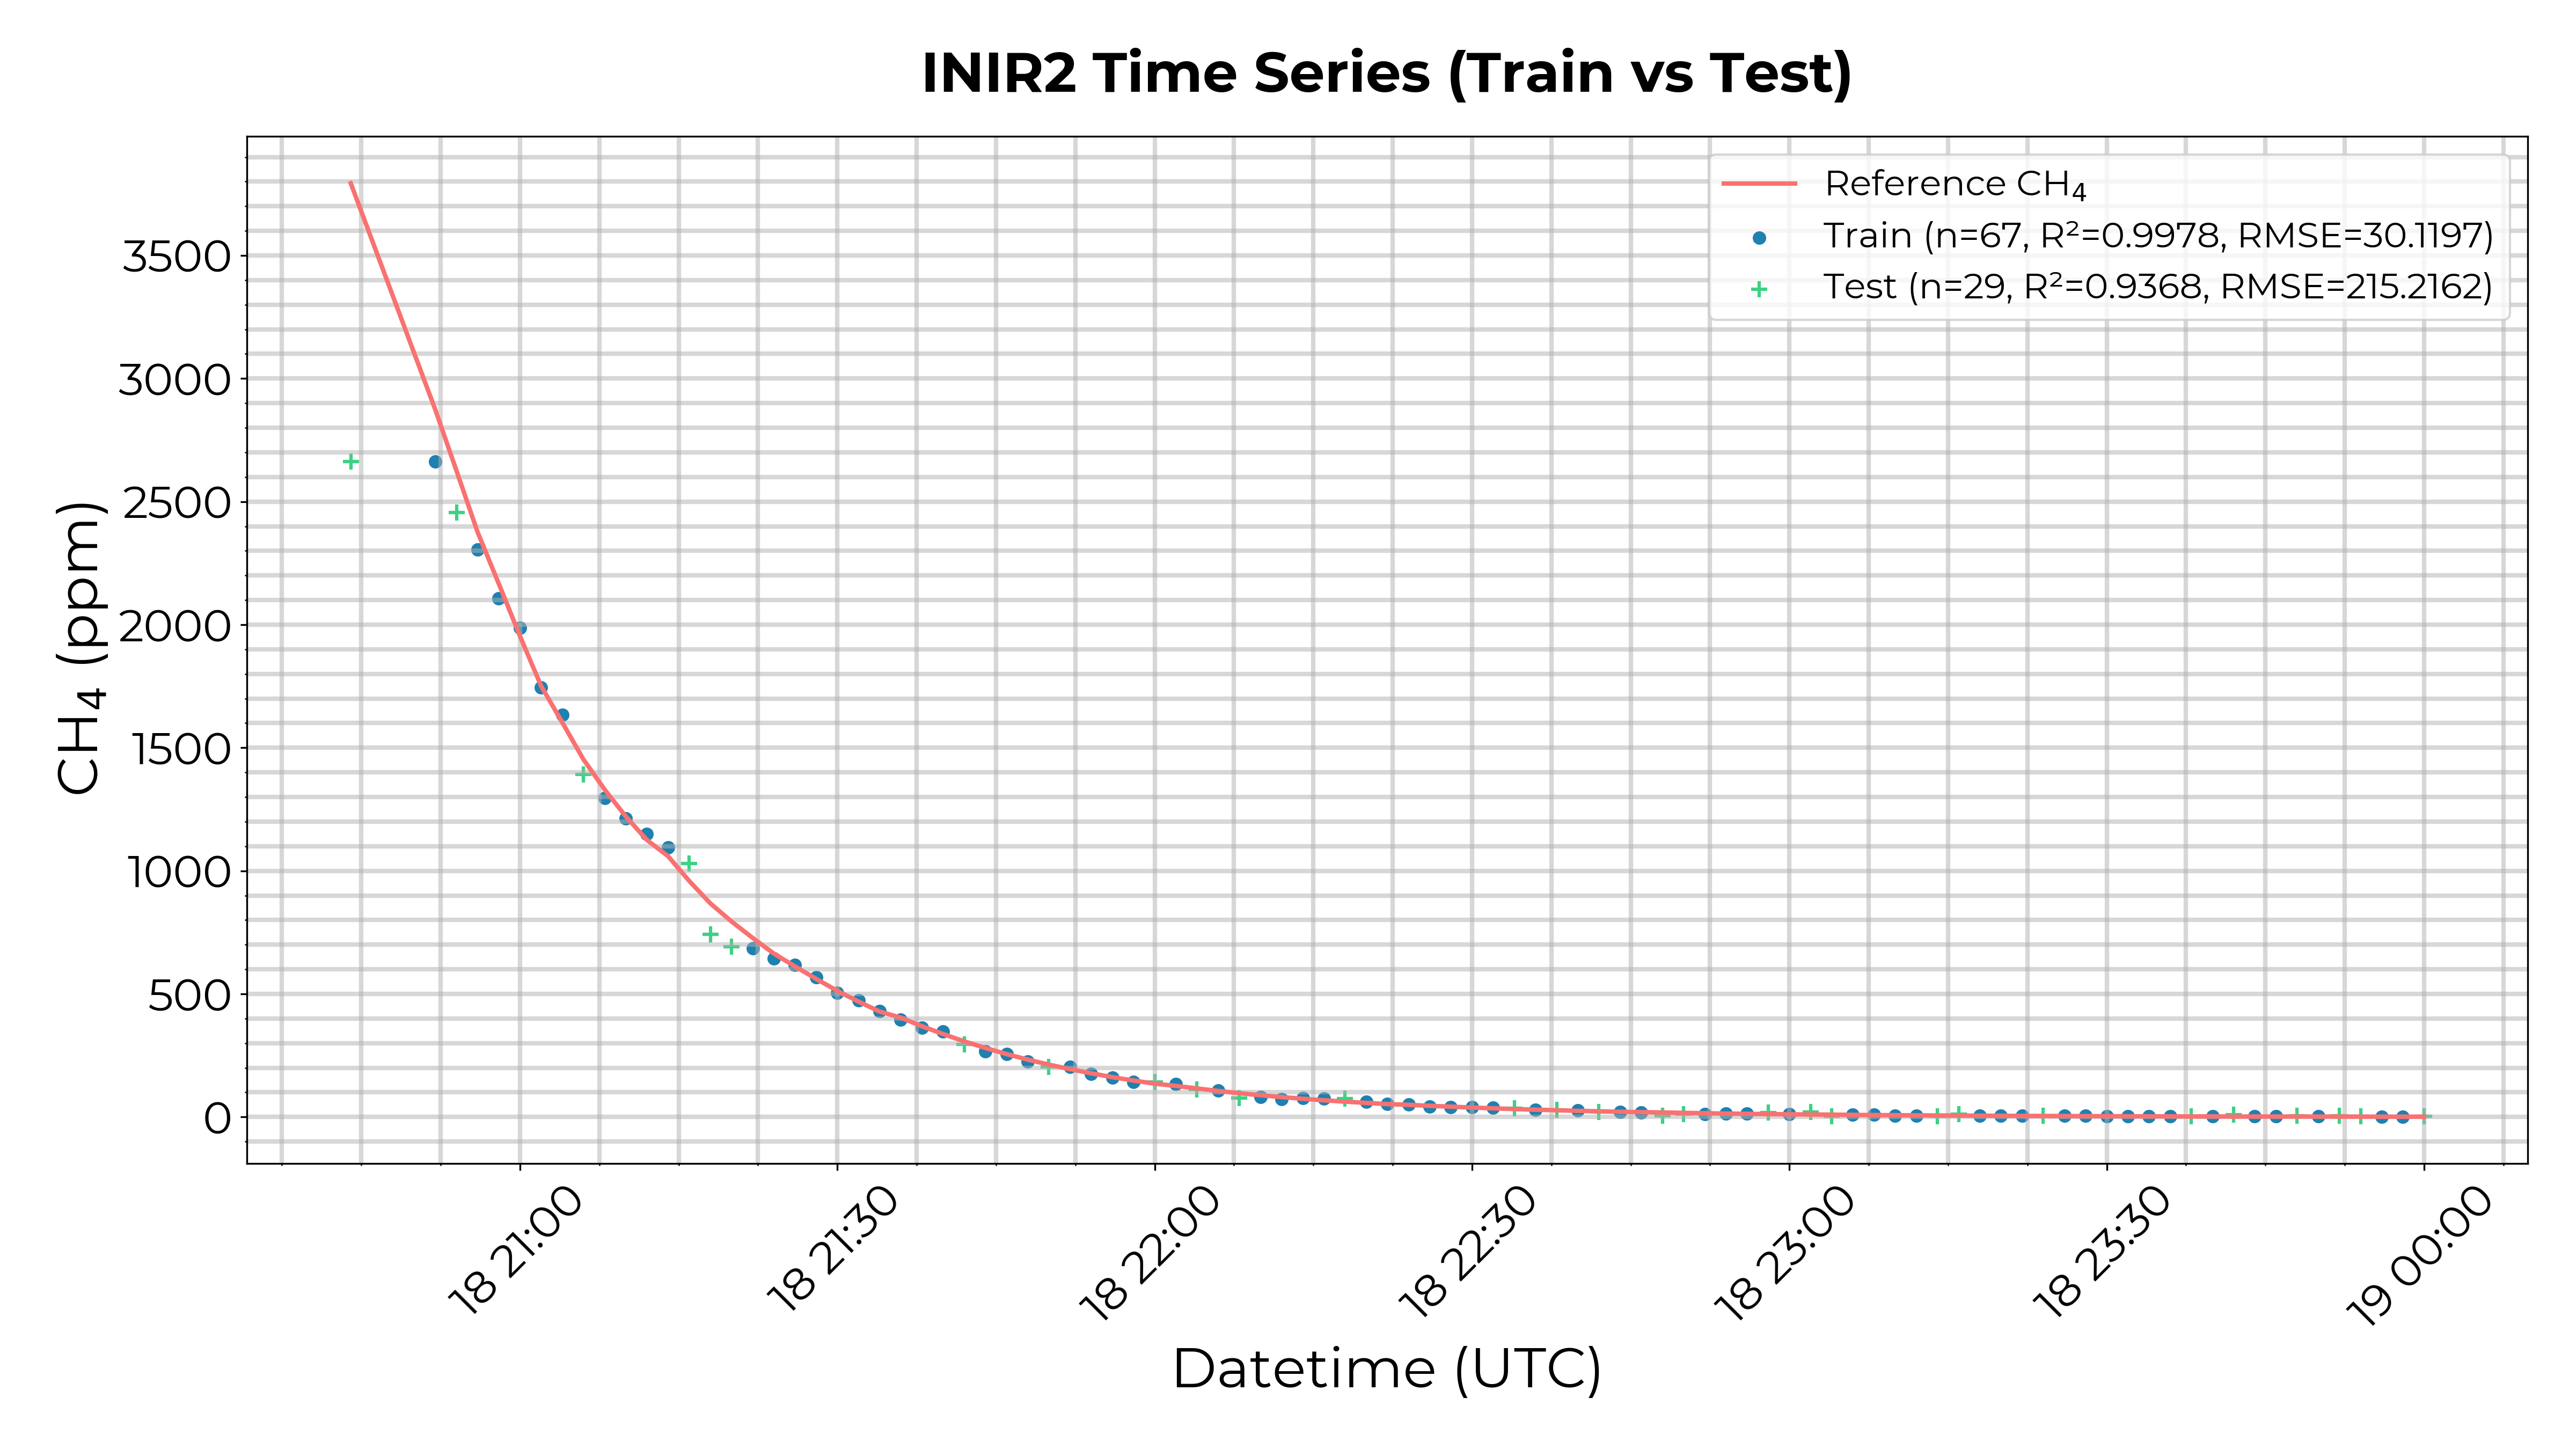 INIR2 Time Series (Train vs Test)
Reference CH₄
Train (n=67, R²=0.9978, RMSE=30.1197)
Test (n=29, R²=0.9368, RMSE=215.2162)
CH₄ (ppm)
3500
3000
2500
2000
1500
1000
500
0
18 21:00
18 21:30
18 22:00
18 22:30
18 23:00
18 23:30
19 00:00
Datetime (UTC)